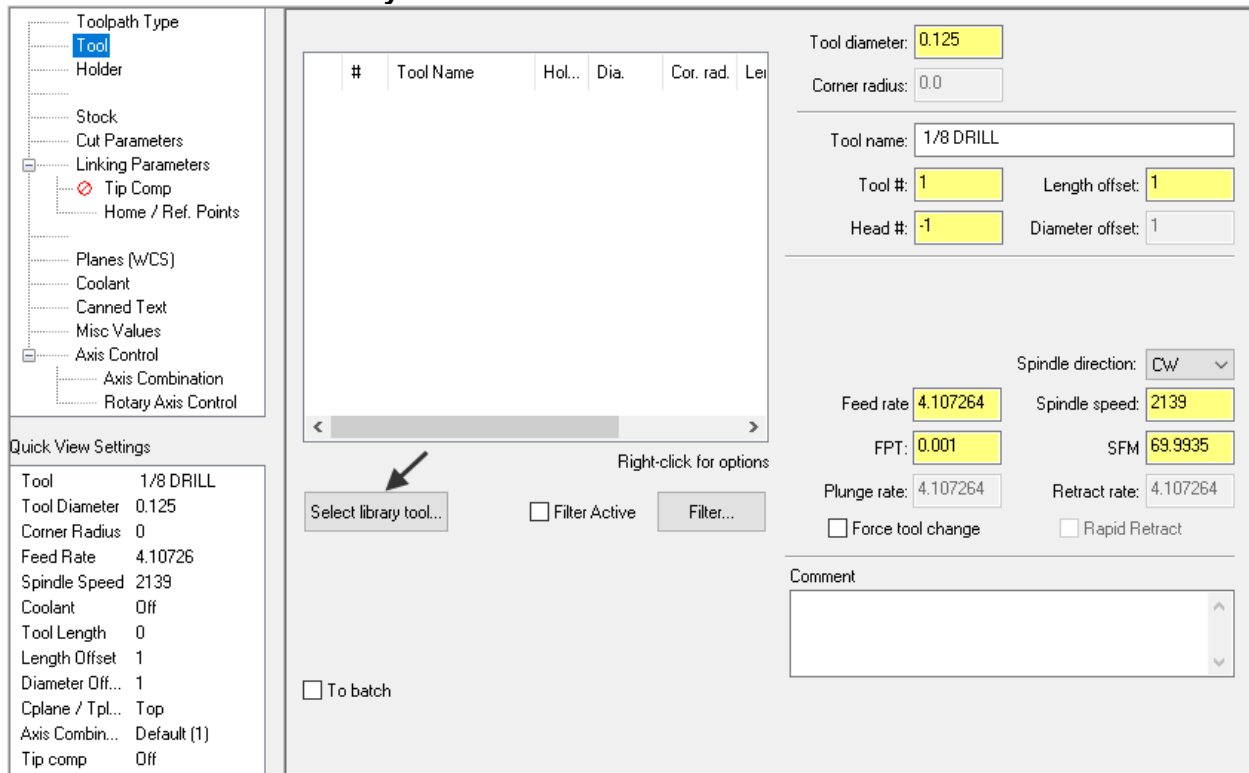 y
Toolpath Type
Tool
Holder
Stock
Cut Parameters
Linking Parameters
Tip Comp
Home / Ref. Points
Planes (WCS)
Coolant
Canned Text
Misc Values
Axis Control
Axis Combination
Rotary Axis Control
Quick View Settings
Tool 1/8 DRILL
Tool Diameter 0.125
Corner Radius 0
Feed Rate 4.10726
Spindle Speed 2139
Coolant Off
Tool Length 0
Length Offset 1
Diameter Off... 1
Cplane / Tpl... Top
Axis Combin... Default (1)
Tip comp Off
# Tool Name Hol... Dia. Cor. rad. Ler
Right-click for options
Select library tool... Filter Active Filter...
To batch
Tool diameter: 0.125
Corner radius: 0.0
Tool name: 1/8 DRILL
Tool #: 1 Length offset: 1
Head #: -1 Diameter offset: 1
Spindle direction: CW
Feed rate 4.107264 Spindle speed: 2139
FPT: 0.001 SFM 69.9935
Plunge rate: 4.107264 Retract rate: 4.107264
Force tool change Rapid Retract
Comment